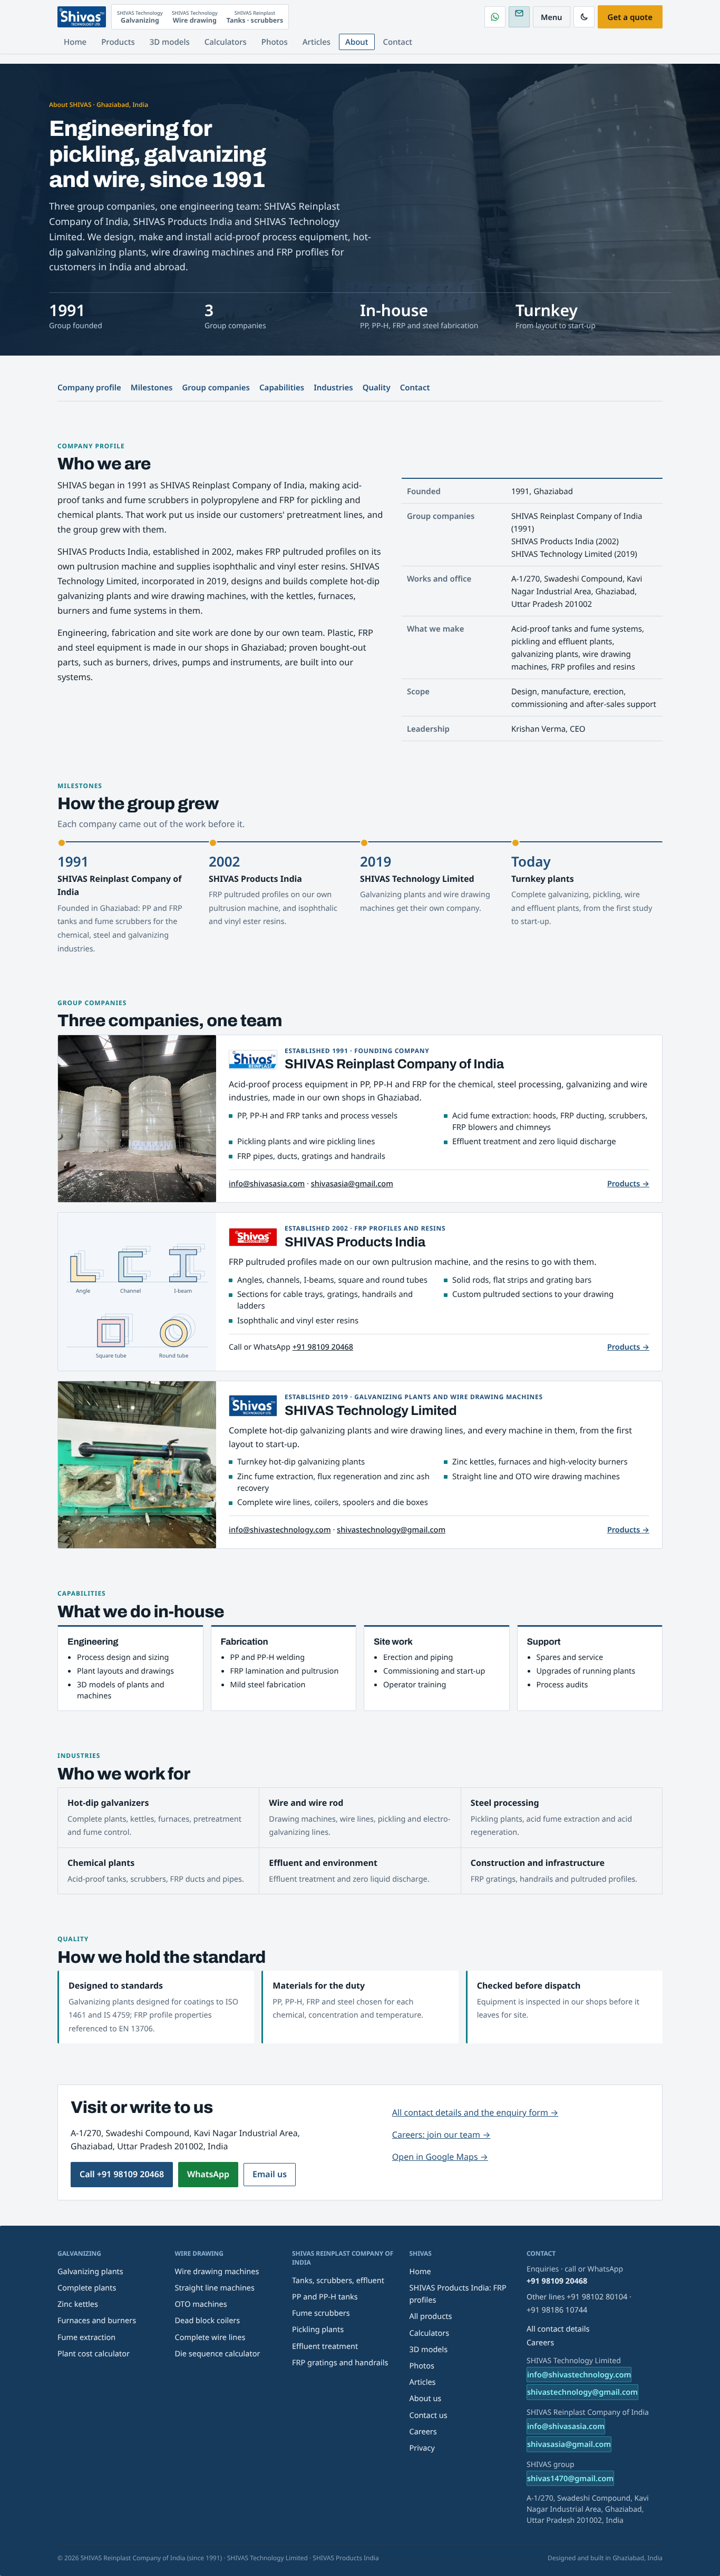 Shivas
TECHNOLOGY LTD
SHIVAS Technology
Galvanizing
SHIVAS Technology
Wire drawing
SHIVAS Reinplast
Tanks · scrubbers
Menu
Get a quote
Home
Products
3D models
Calculators
Photos
Articles
About
Contact
About SHIVAS · Ghaziabad, India
Engineering for
pickling, galvanizing
and wire, since 1991
Three group companies, one engineering team: SHIVAS Reinplast
Company of India, SHIVAS Products India and SHIVAS Technology
Limited. We design, make and install acid-proof process equipment, hot-
dip galvanizing plants, wire drawing machines and FRP profiles for
customers in India and abroad.
1991
Group founded
3
Group companies
In-house
PP, PP-H, FRP and steel fabrication
Turnkey
From layout to start-up
Company profile
Milestones
Group companies
Capabilities
Industries
Quality
Contact
COMPANY PROFILE
Who we are
SHIVAS began in 1991 as SHIVAS Reinplast Company of India, making acid-
proof tanks and fume scrubbers in polypropylene and FRP for pickling and
chemical plants. That work put us inside our customers' pretreatment lines, and
the group grew with them.
SHIVAS Products India, established in 2002, makes FRP pultruded profiles on its
own pultrusion machine and supplies isophthalic and vinyl ester resins. SHIVAS
Technology Limited, incorporated in 2019, designs and builds complete hot-dip
galvanizing plants and wire drawing machines, with the kettles, furnaces,
burners and fume systems in them.
Engineering, fabrication and site work are done by our own team. Plastic, FRP
and steel equipment is made in our shops in Ghaziabad; proven bought-out
parts, such as burners, drives, pumps and instruments, are built into our
systems.
Founded
1991, Ghaziabad
Group companies
SHIVAS Reinplast Company of India
(1991)
SHIVAS Products India (2002)
SHIVAS Technology Limited (2019)
Works and office
A-1/270, Swadeshi Compound, Kavi
Nagar Industrial Area, Ghaziabad,
Uttar Pradesh 201002
What we make
Acid-proof tanks and fume systems,
pickling and effluent plants,
galvanizing plants, wire drawing
machines, FRP profiles and resins
Scope
Design, manufacture, erection,
commissioning and after-sales support
Leadership
Krishan Verma, CEO
MILESTONES
How the group grew
Each company came out of the work before it.
1991
SHIVAS Reinplast Company of
India
Founded in Ghaziabad: PP and FRP
tanks and fume scrubbers for the
chemical, steel and galvanizing
industries.
2002
SHIVAS Products India
FRP pultruded profiles on our own
pultrusion machine, and isophthalic
and vinyl ester resins.
2019
SHIVAS Technology Limited
Galvanizing plants and wire drawing
machines get their own company.
Today
Turnkey plants
Complete galvanizing, pickling, wire
and effluent plants, from the first study
to start-up.
GROUP COMPANIES
Three companies, one team
Shivas
REINPLAST
ESTABLISHED 1991 · FOUNDING COMPANY
SHIVAS Reinplast Company of India
Acid-proof process equipment in PP, PP-H and FRP for the chemical, steel processing, galvanizing and wire
industries, made in our own shops in Ghaziabad.
PP, PP-H and FRP tanks and process vessels
Acid fume extraction: hoods, FRP ducting, scrubbers,
FRP blowers and chimneys
Pickling plants and wire pickling lines
Effluent treatment and zero liquid discharge
FRP pipes, ducts, gratings and handrails
info@shivasasia.com · shivasasia@gmail.com
Products →
Angle
Channel
I-beam
Square tube
Round tube
Shivas
ESTABLISHED 2002 · FRP PROFILES AND RESINS
SHIVAS Products India
FRP pultruded profiles made on our own pultrusion machine, and the resins to go with them.
Angles, channels, I-beams, square and round tubes
Solid rods, flat strips and grating bars
Sections for cable trays, gratings, handrails and
ladders
Custom pultruded sections to your drawing
Isophthalic and vinyl ester resins
Call or WhatsApp +91 98109 20468
Products →
Shivas
TECHNOLOGY LTD
ESTABLISHED 2019 · GALVANIZING PLANTS AND WIRE DRAWING MACHINES
SHIVAS Technology Limited
Complete hot-dip galvanizing plants and wire drawing lines, and every machine in them, from the first
layout to start-up.
Turnkey hot-dip galvanizing plants
Zinc kettles, furnaces and high-velocity burners
Zinc fume extraction, flux regeneration and zinc ash
recovery
Straight line and OTO wire drawing machines
Complete wire lines, coilers, spoolers and die boxes
info@shivastechnology.com · shivastechnology@gmail.com
Products →
CAPABILITIES
What we do in-house
Engineering
Process design and sizing
Plant layouts and drawings
3D models of plants and
machines
Fabrication
PP and PP-H welding
FRP lamination and pultrusion
Mild steel fabrication
Site work
Erection and piping
Commissioning and start-up
Operator training
Support
Spares and service
Upgrades of running plants
Process audits
INDUSTRIES
Who we work for
Hot-dip galvanizers
Complete plants, kettles, furnaces, pretreatment
and fume control.
Wire and wire rod
Drawing machines, wire lines, pickling and electro-
galvanizing lines.
Steel processing
Pickling plants, acid fume extraction and acid
regeneration.
Chemical plants
Acid-proof tanks, scrubbers, FRP ducts and pipes.
Effluent and environment
Effluent treatment and zero liquid discharge.
Construction and infrastructure
FRP gratings, handrails and pultruded profiles.
QUALITY
How we hold the standard
Designed to standards
Galvanizing plants designed for coatings to ISO
1461 and IS 4759; FRP profile properties
referenced to EN 13706.
Materials for the duty
PP, PP-H, FRP and steel chosen for each
chemical, concentration and temperature.
Checked before dispatch
Equipment is inspected in our shops before it
leaves for site.
Visit or write to us
A-1/270, Swadeshi Compound, Kavi Nagar Industrial Area,
Ghaziabad, Uttar Pradesh 201002, India
Call +91 98109 20468
WhatsApp
Email us
All contact details and the enquiry form →
Careers: join our team →
Open in Google Maps →
GALVANIZING
Galvanizing plants
Complete plants
Zinc kettles
Furnaces and burners
Fume extraction
Plant cost calculator
WIRE DRAWING
Wire drawing machines
Straight line machines
OTO machines
Dead block coilers
Complete wire lines
Die sequence calculator
SHIVAS REINPLAST COMPANY OF
INDIA
Tanks, scrubbers, effluent
PP and PP-H tanks
Fume scrubbers
Pickling plants
Effluent treatment
FRP gratings and handrails
SHIVAS
Home
SHIVAS Products India: FRP
profiles
All products
Calculators
3D models
Photos
Articles
About us
Contact us
Careers
Privacy
CONTACT
Enquiries · call or WhatsApp
+91 98109 20468
Other lines +91 98102 80104 ·
+91 98186 10744
All contact details
Careers
SHIVAS Technology Limited
info@shivastechnology.com
shivastechnology@gmail.com
SHIVAS Reinplast Company of India
info@shivasasia.com
shivasasia@gmail.com
SHIVAS group
shivas1470@gmail.com
A-1/270, Swadeshi Compound, Kavi
Nagar Industrial Area, Ghaziabad,
Uttar Pradesh 201002, India
© 2026 SHIVAS Reinplast Company of India (since 1991) · SHIVAS Technology Limited · SHIVAS Products India
Designed and built in Ghaziabad, India